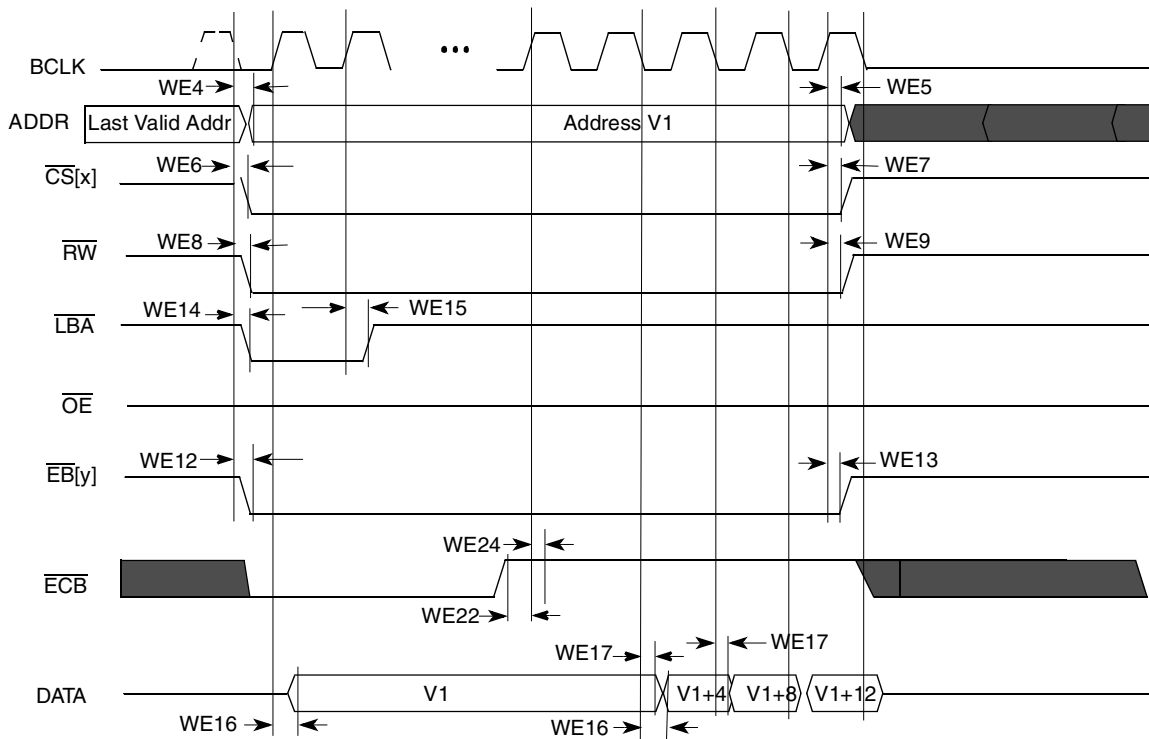 BCLK
•••
WE4
WE5
ADDR
Last Valid Addr
Address V1
WE6
WE7
CS[x]
WE8
WE9
RW
WE14
WE15
LBA
OE
WE12
WE13
EB[y]
WE24
ECB
WE22
WE17
WE17
DATA
V1
V1+4
V1+8
V1+12
WE16
WE16